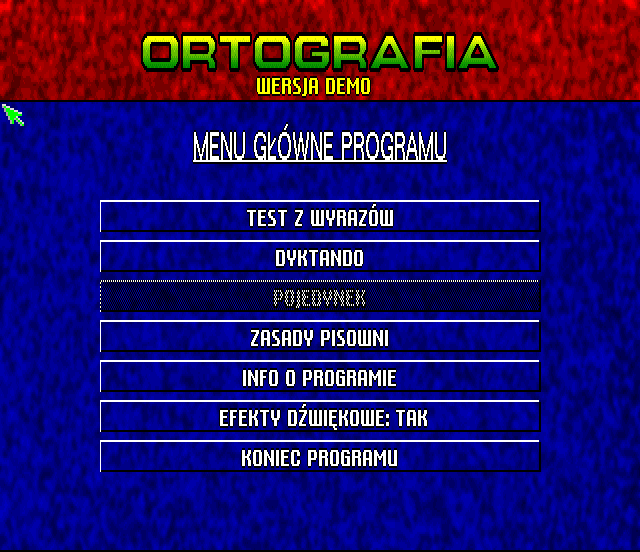 ORTOGRAFIA
WERSJA DEMO
MENU GŁÓWNE PROGRAMU
TEST Z WYRAZÓW
DYKTANDO
POJEDYNEK
ZASADY PISOWNI
INFO O PROGRAMIE
EFEKTY DŹWIĘKOWE: TAK
KONIEC PROGRAMU